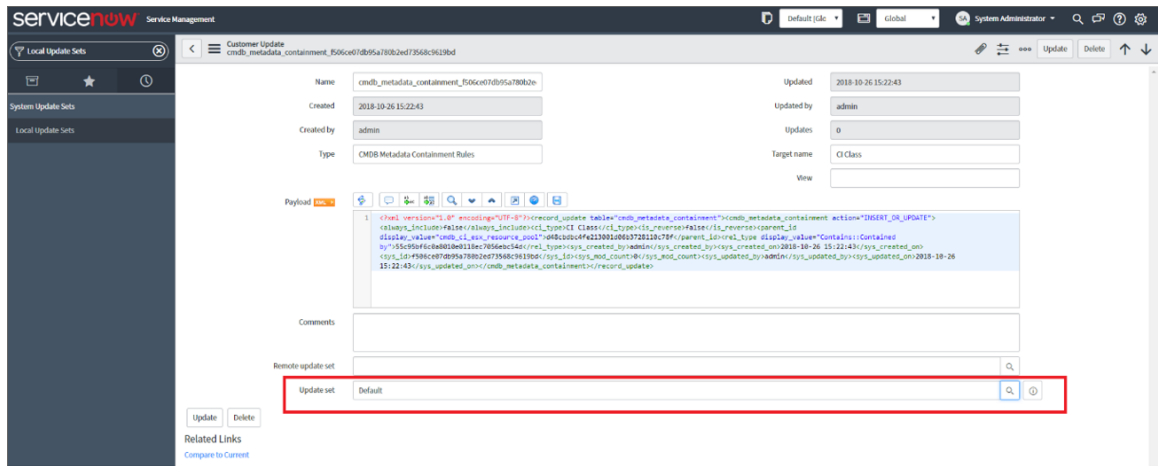 servicenow Service Management
Default [Glc
Global
SA System Administrator
Local Update Sets
Customer Update
cmdb_metadata_containment_f506ce07db95a780b2ed73568c9619bd
Update
Delete
System Update Sets
Local Update Sets
Name cmdb_metadata_containment_f506ce07db95a780b2e
Updated 2018-10-26 15:22:43
Created 2018-10-26 15:22:43
Updated by admin
Created by admin
Updates 0
Type CMDB Metadata Containment Rules
Target name CI Class
View
Payload XML
1 <?xml version="1.0" encoding="UTF-8"?><record_update table="cmdb_metadata_containment"><cmdb_metadata_containment action="INSERT_OR_UPDATE">
<always_include>false</always_include><ci_type>CI Class</ci_type><is_reverse>false</is_reverse><parent_id
display_value="cmdb_ci_esx_resource_pool"></parent_id><rel_type display_value="Contains::Contained
by"></rel_type><sys_created_by>admin</sys_created_by><sys_created_on>2018-10-26 15:22:43</sys_created_on>
<sys_id>f506ce07db95a780b2ed73568c9619bd</sys_id><sys_mod_count>0</sys_mod_count><sys_updated_by>admin</sys_updated_by><sys_updated_on>2018-10-26
15:22:43</sys_updated_on></cmdb_metadata_containment></record_update>
Comments
Remote update set
Update set Default
Update
Delete
Related Links
Compare to Current